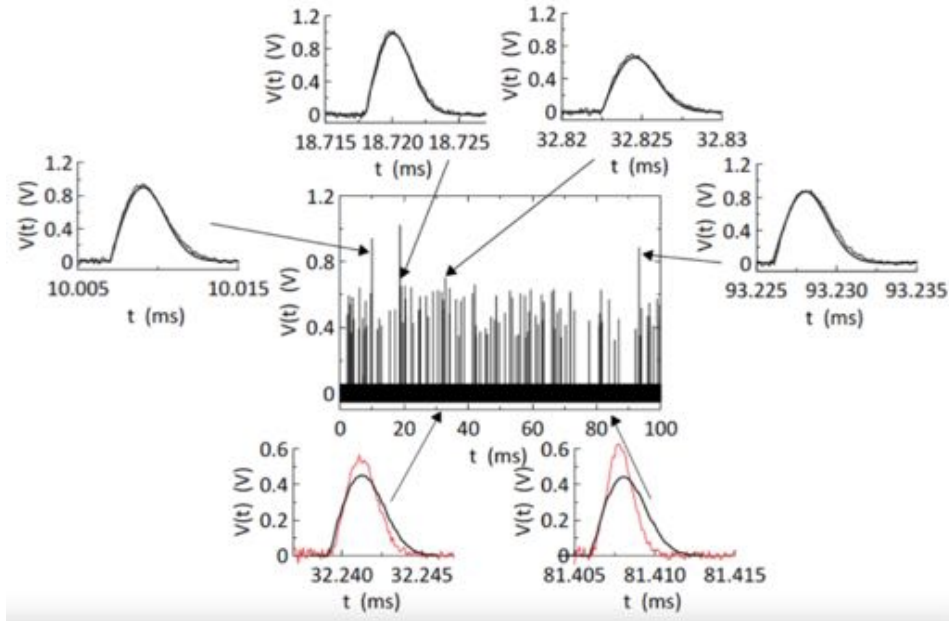 1.2
0.8
0.4
0
V(t) (V)
18.715 18.720 18.725
t (ms)
1.2
0.8
0.4
0
V(t) (V)
32.82 32.825 32.83
t (ms)
1.2
0.8
0.4
0
V(t) (V)
10.005 10.015
t (ms)
1.2
0.8
0.4
0
V(t) (V)
0 20 40 60 80 100
t (ms)
1.2
0.8
0.4
0
V(t) (V)
93.225 93.230 93.235
t (ms)
0.6
0.4
0.2
0
V(t) (V)
32.240 32.245
t (ms)
0.6
0.4
0.2
0
V(t) (V)
81.405 81.410 81.415
t (ms)